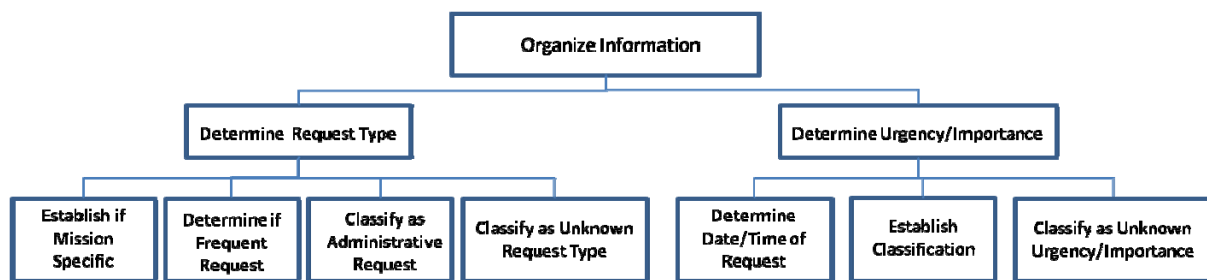 Organize Information
Determine Request Type
Determine Urgency/Importance
Establish if
Mission
Specific
Determine if
Frequent
Request
Classify as
Administrative
Request
Classify as Unknown
Request Type
Determine
Date/Time of
Request
Establish
Classification
Classify as Unknown
Urgency/Importance